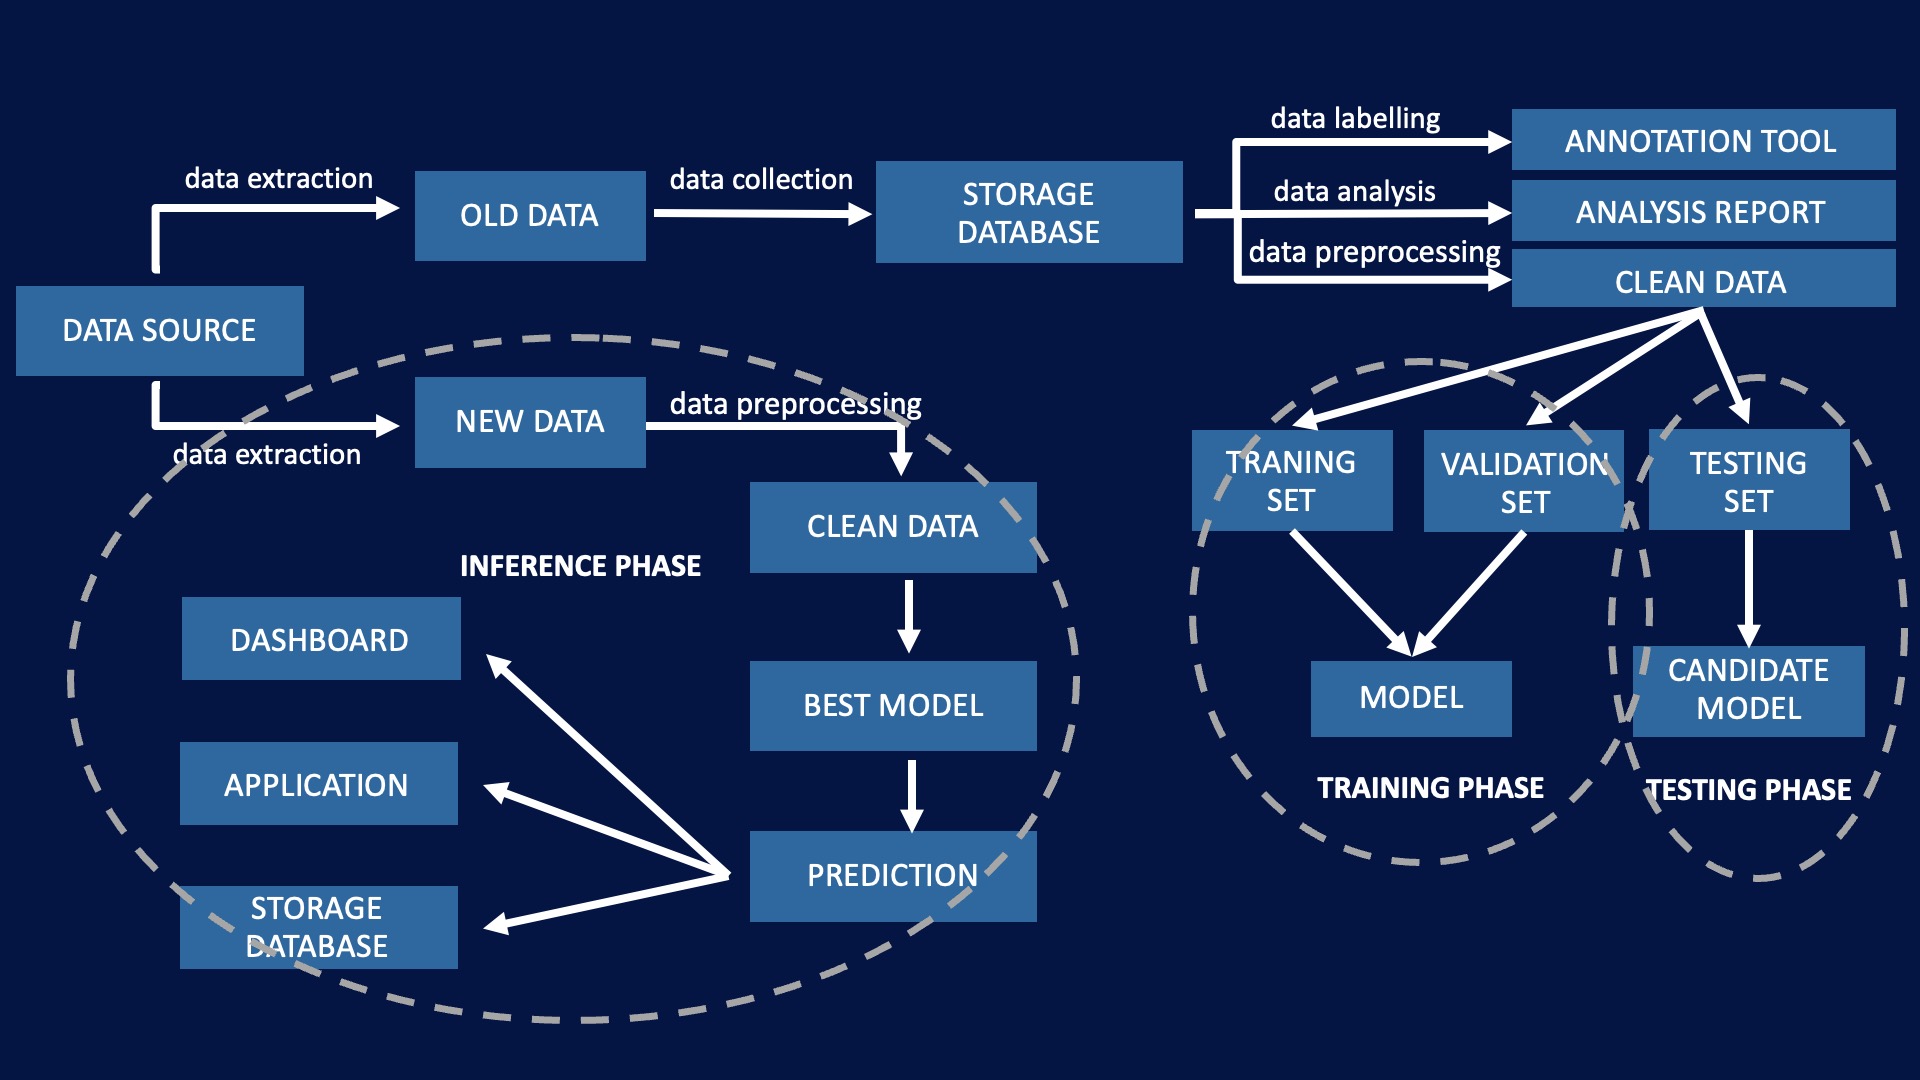 data labelling
ANNOTATION TOOL
data extraction
OLD DATA
data collection
STORAGE
DATABASE
data analysis
ANALYSIS REPORT
data preprocessing
CLEAN DATA
DATA SOURCE
NEW DATA
data preprocessing
data extraction
CLEAN DATA
INFERENCE PHASE
DASHBOARD
BEST MODEL
APPLICATION
PREDICTION
STORAGE
DATABASE
TRANING
SET
VALIDATION
SET
TESTING
SET
MODEL
CANDIDATE
MODEL
TRAINING PHASE
TESTING PHASE